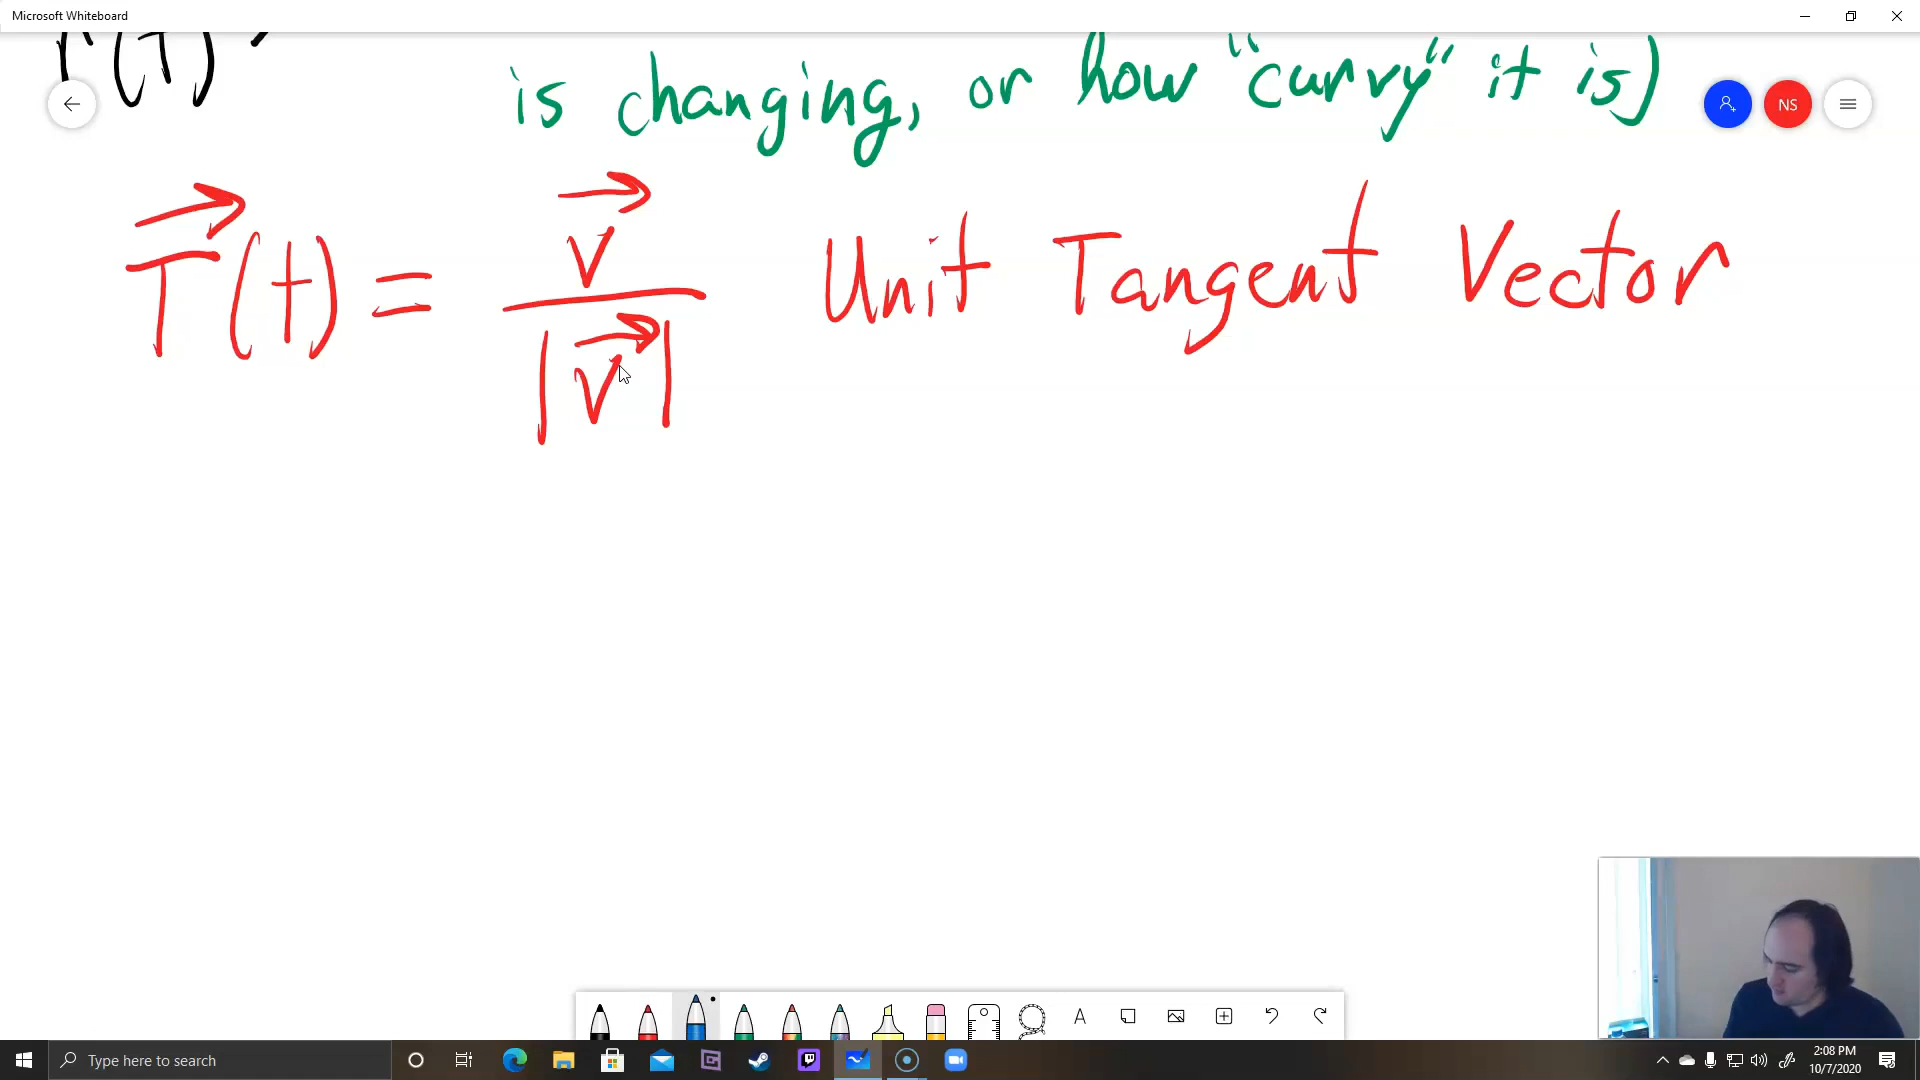 Microsoft Whiteboard
r(t)
is changing, or how "curvy" it is)
NS
T(t) = v / |v| Unit Tangent Vector
A
Type here to search
2:08 PM
10/7/2020